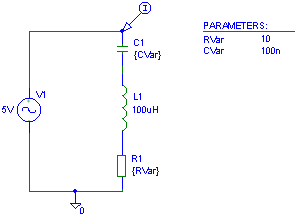 I
PARAMETERS:
C1
{CVar}
RVar 10
CVar 100n
V1
5V
L1
100uH
R1
{RVar}
0